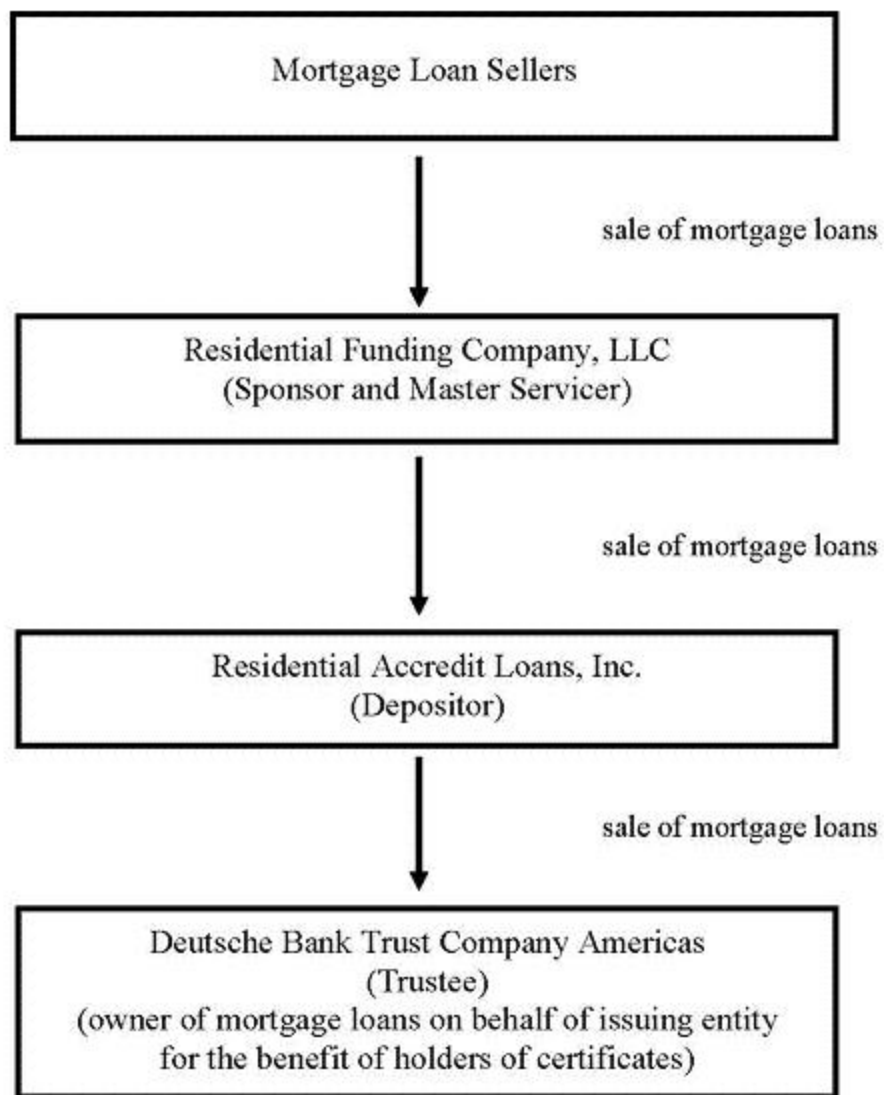 Mortgage Loan Sellers
sale of mortgage loans
Residential Funding Company, LLC
(Sponsor and Master Servicer)
sale of mortgage loans
Residential Accredit Loans, Inc.
(Depositor)
sale of mortgage loans
Deutsche Bank Trust Company Americas
(Trustee)
(owner of mortgage loans on behalf of issuing entity
for the benefit of holders of certificates)